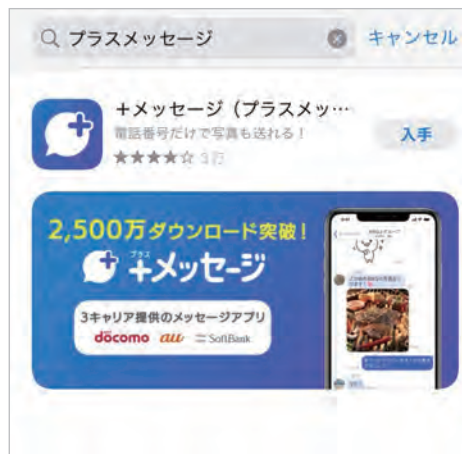 プラスメッセージ
キャンセル
+メッセージ（プラスメッ…
電話番号だけで写真も送れる！
3万
入手
2,500万ダウンロード突破！
プラス
+メッセージ
3キャリア提供のメッセージアプリ
döcomo au SoftBank